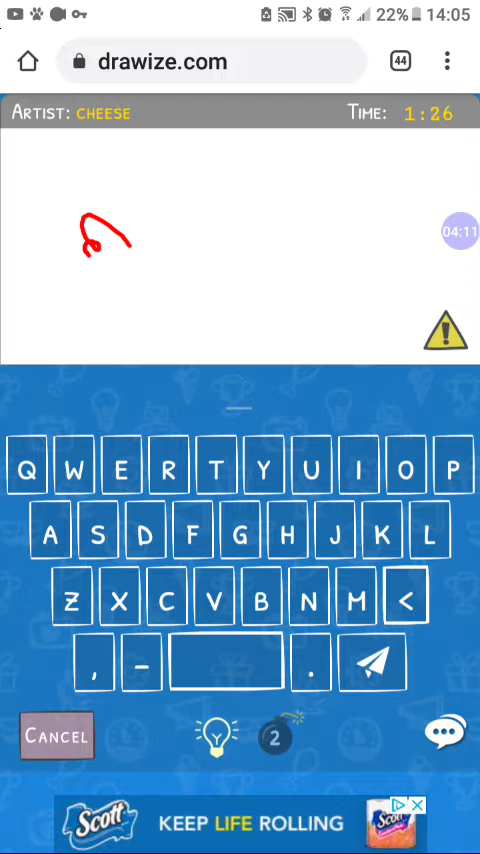 22% 14:05
drawize.com 44
ARTIST: CHEESE TIME: 1:26
04:11
Q W E R T Y U I O P
A S D F G H J K L
Z X C V B N M <
, - .
CANCEL 2
Scott KEEP LIFE ROLLING Scott